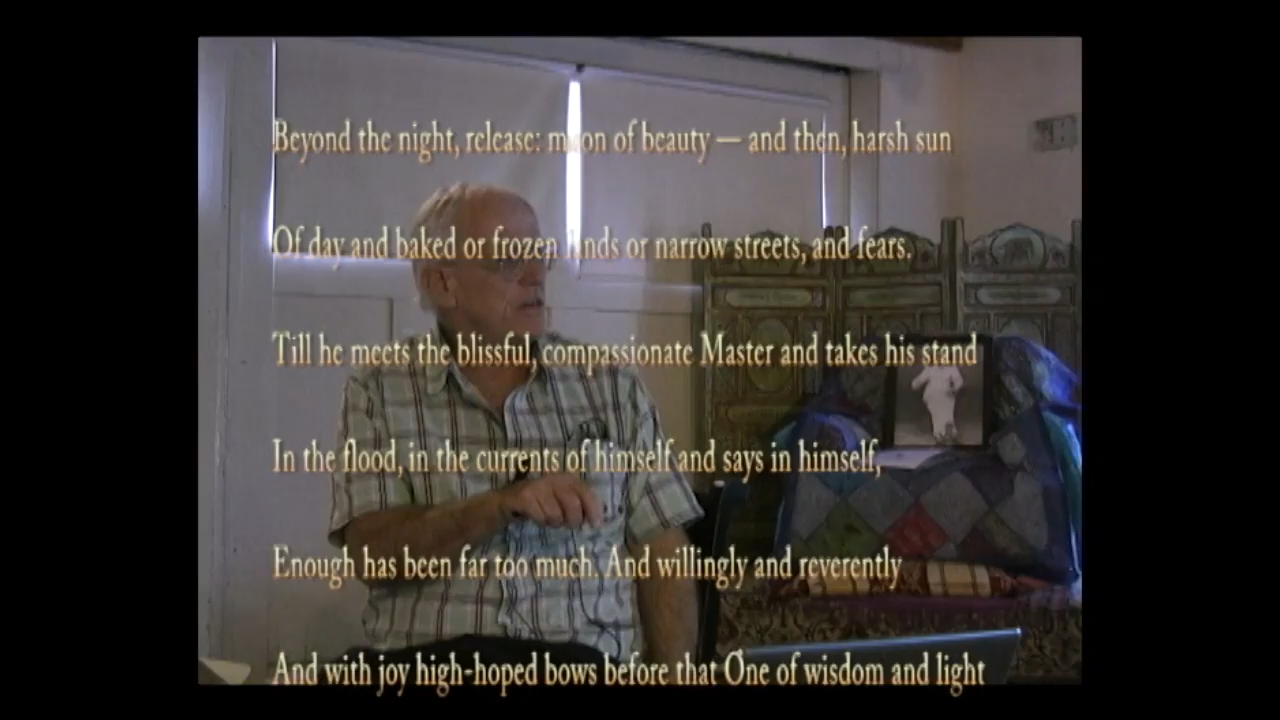 Beyond the night, release: moon of beauty — and then, harsh sun
Of day and baked or frozen lands or narrow streets, and fears.
Till he meets the blissful, compassionate Master and takes his stand
In the flood, in the currents of himself and says in himself,
Enough has been far too much. And willingly and reverently
And with joy high-hoped bows before that One of wisdom and light